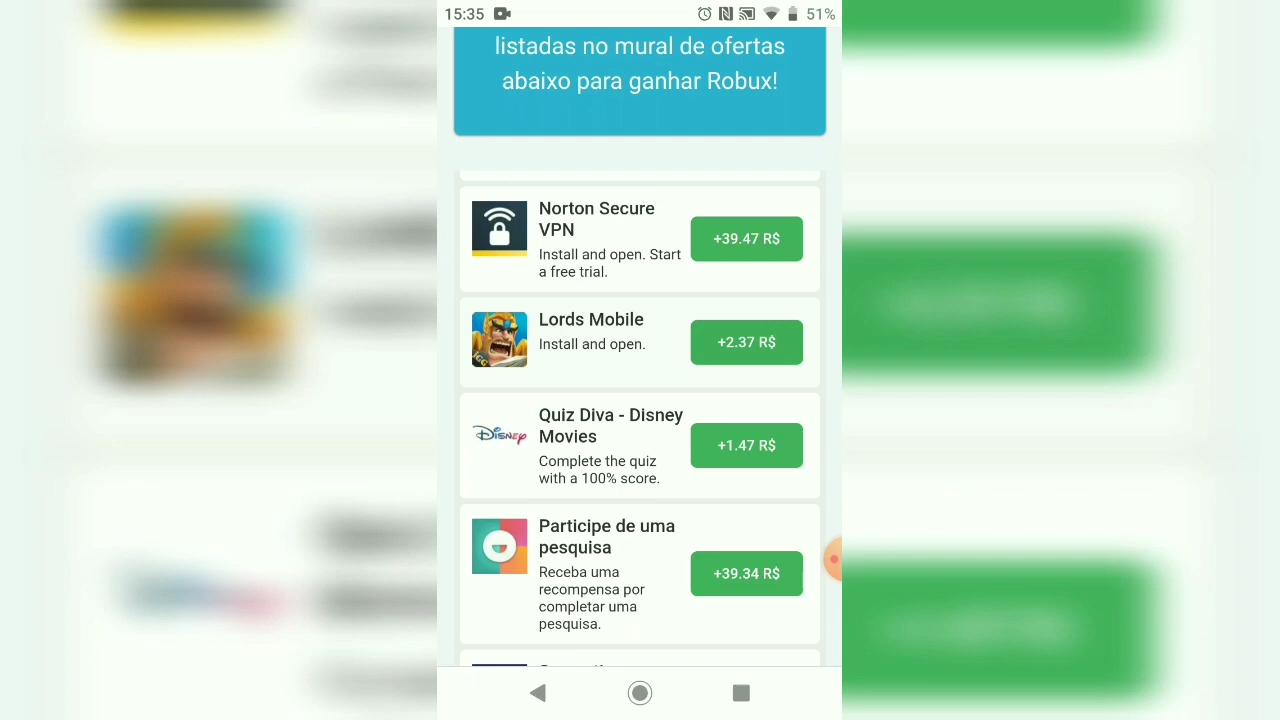 15:35
51%
listadas no mural de ofertas
abaixo para ganhar Robux!
Norton Secure
VPN
Install and open. Start
a free trial.
+39.47 R$
Lords Mobile
Install and open.
+2.37 R$
IGG
Disney
Quiz Diva - Disney
Movies
Complete the quiz
with a 100% score.
+1.47 R$
Participe de uma
pesquisa
Receba uma
recompensa por
completar uma
pesquisa.
+39.34 R$